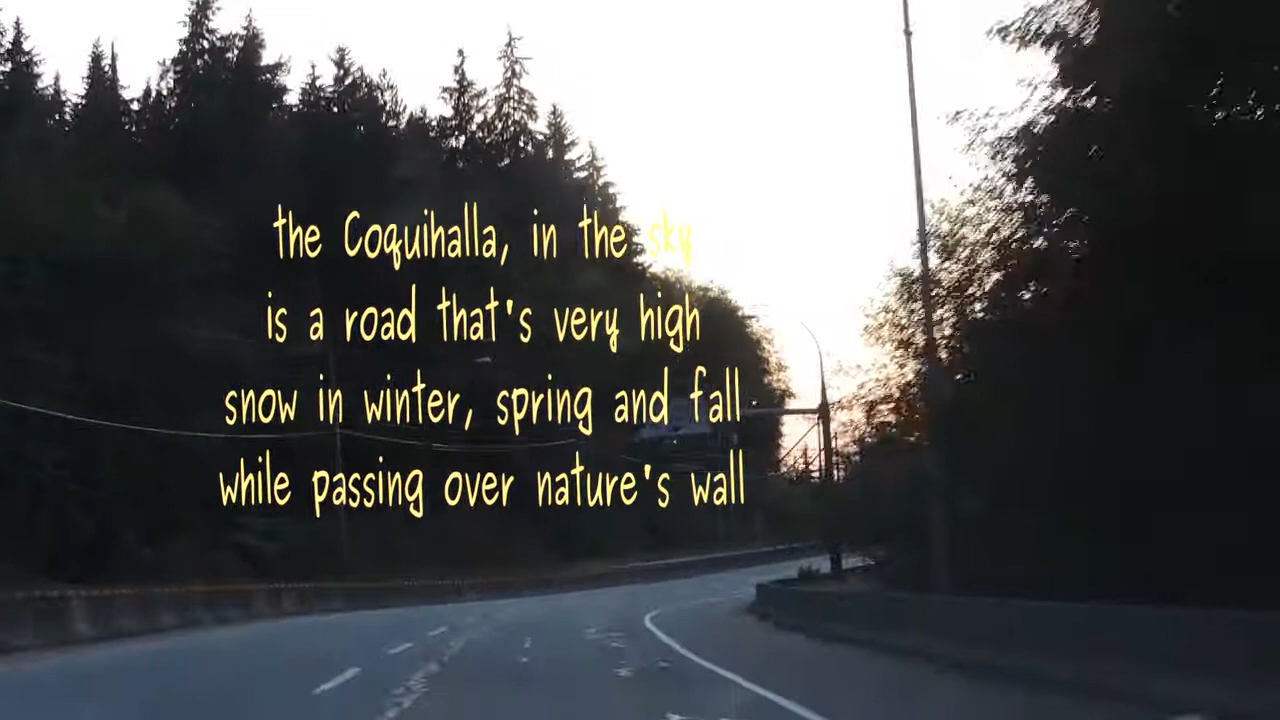 the Coquihalla, in the sky
is a road that's very high
snow in winter, spring and fall
while passing over nature's wall